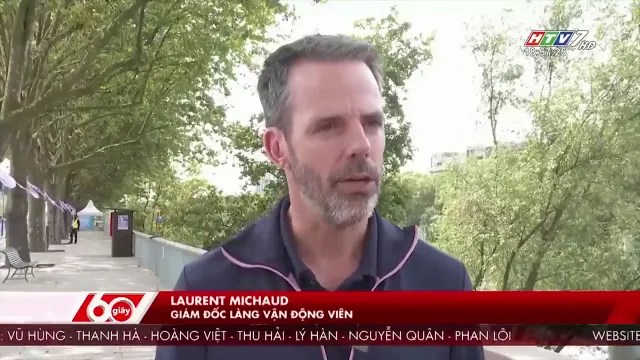 HTV7 HD
60 giây
LAURENT MICHAUD
GIÁM ĐỐC LÀNG VẬN ĐỘNG VIÊN
: VŨ HÙNG - THANH HÀ - HOÀNG VIỆT - THU HẢI - LÝ HÀN - NGUYỄN QUÂN - PHAN LÔI
WEBSITE